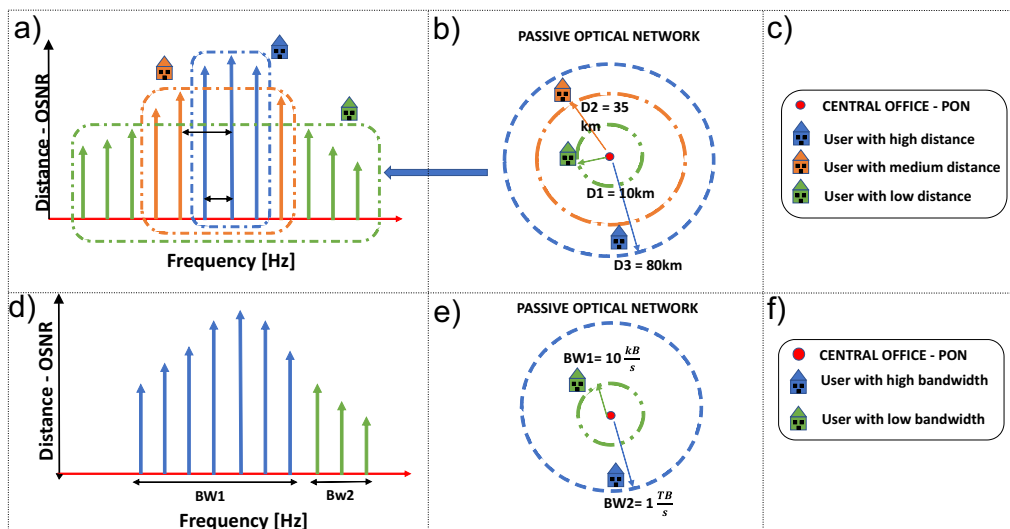 a)
Distance - OSNR
Frequency [Hz]
b)
PASSIVE OPTICAL NETWORK
D2 = 35
km
D1 = 10km
D3 = 80km
c)
CENTRAL OFFICE - PON
User with high distance
User with medium distance
User with low distance
d)
Distance - OSNR
BW1
Bw2
Frequency [Hz]
e)
PASSIVE OPTICAL NETWORK
BW1= 10 kB/s
BW2= 1 TB/s
f)
CENTRAL OFFICE - PON
User with high bandwidth
User with low bandwidth